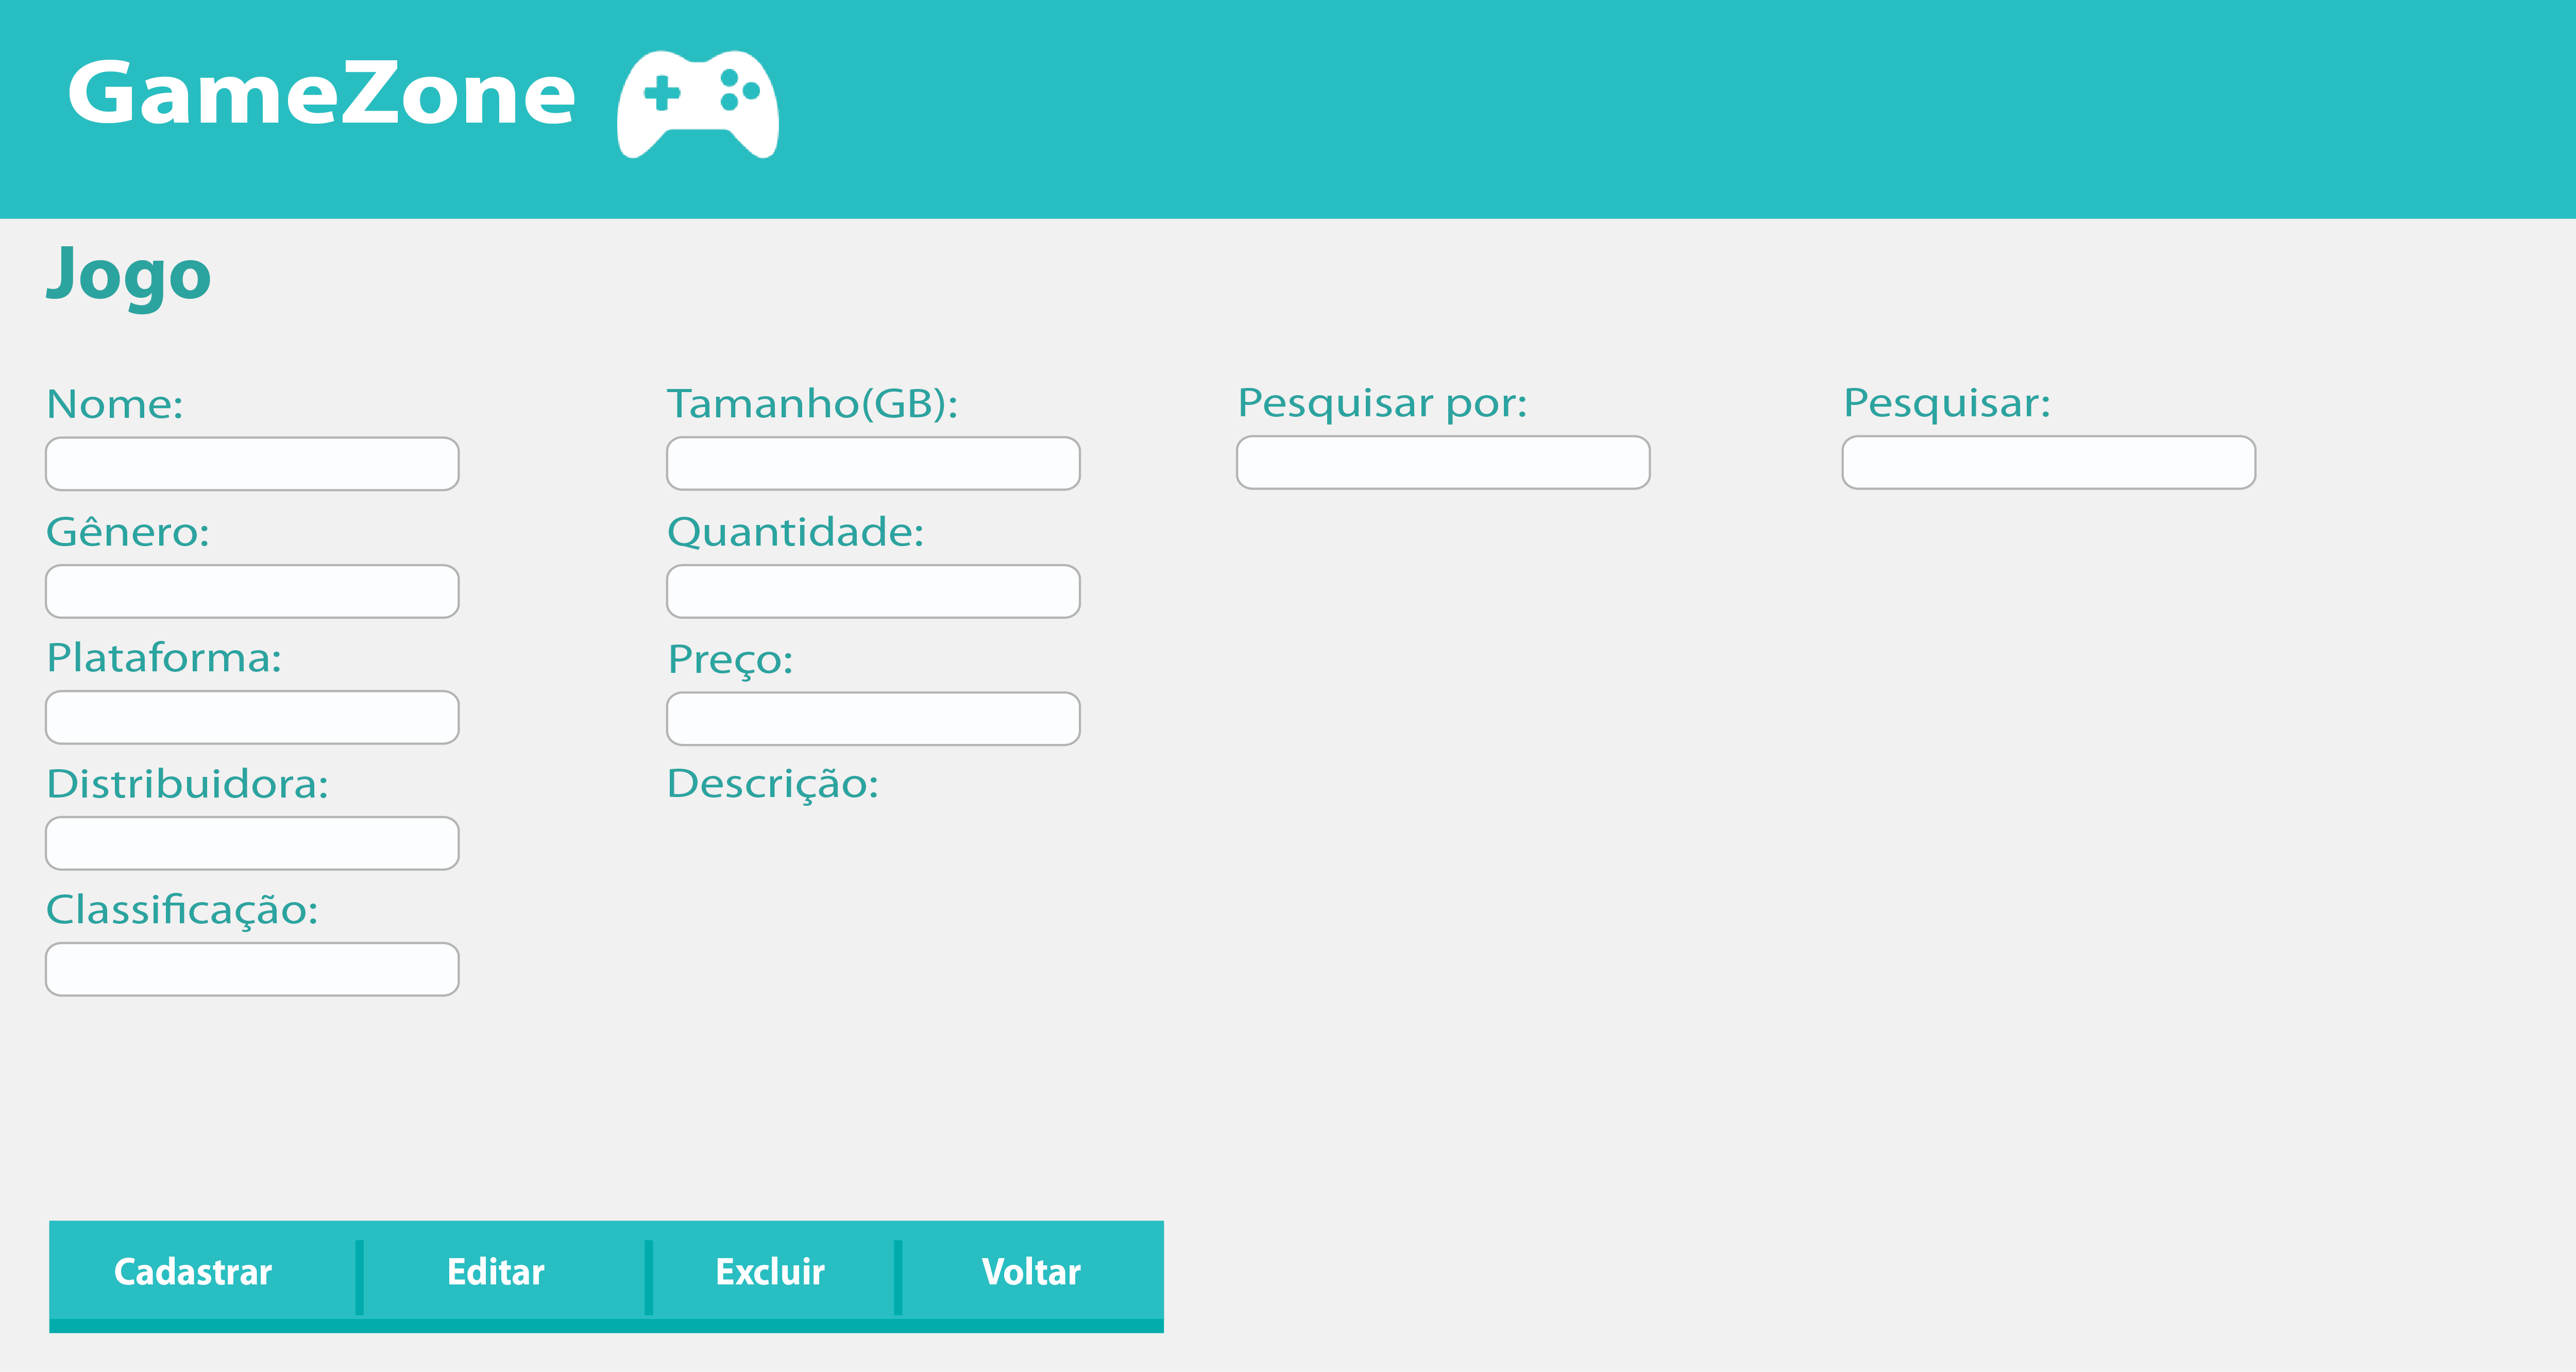 GameZone
Jogo
Nome:
Tamanho(GB):
Pesquisar por:
Pesquisar:
Gênero:
Quantidade:
Plataforma:
Preço:
Distribuidora:
Descrição:
Classificação:
Cadastrar
Editar
Excluir
Voltar